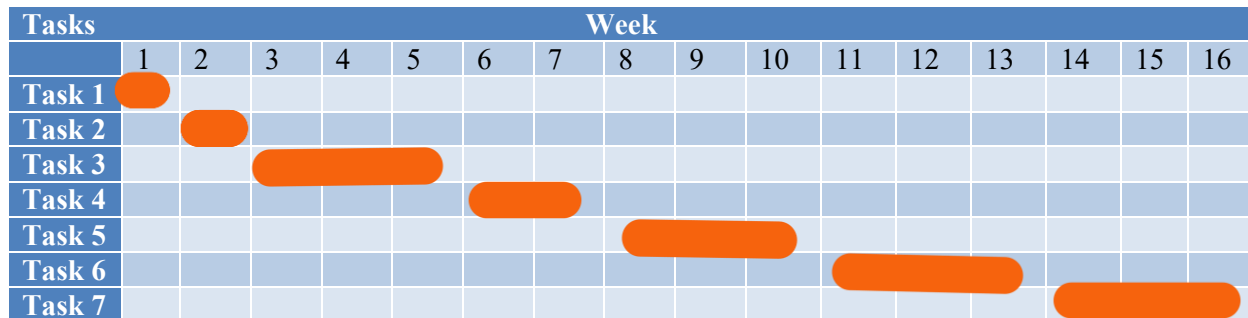 Tasks Week
1 2 3 4 5 6 7 8 9 10 11 12 13 14 15 16
Task 1
Task 2
Task 3
Task 4
Task 5
Task 6
Task 7